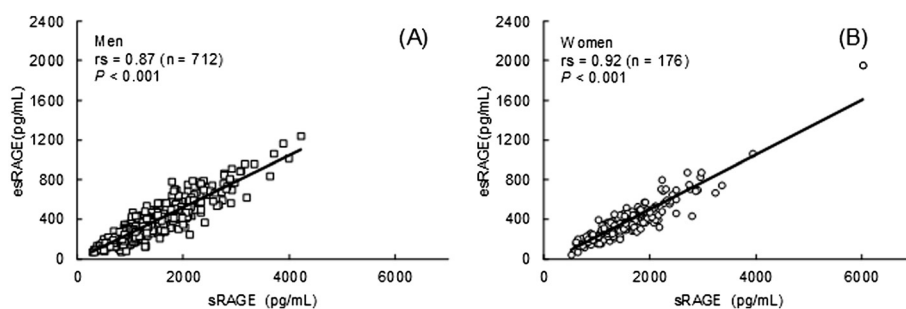 (A)
Men
rs = 0.87 (n = 712)
P < 0.001
esRAGE(pg/mL)
2400
2000
1600
1200
800
400
0
0 2000 4000 6000
sRAGE (pg/mL)
(B)
Women
rs = 0.92 (n = 176)
P < 0.001
esRAGE(pg/mL)
2400
2000
1600
1200
800
400
0
0 2000 4000 6000
sRAGE (pg/mL)